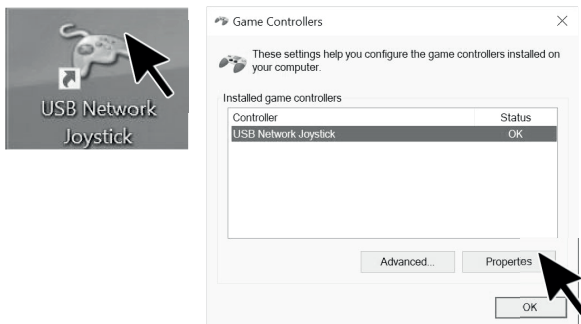 USB Network
Joystick
Game Controllers
These settings help you configure the game controllers installed on
your computer.
Installed game controllers
Controller Status
USB Network Joystick OK
Advanced... Propertes
OK